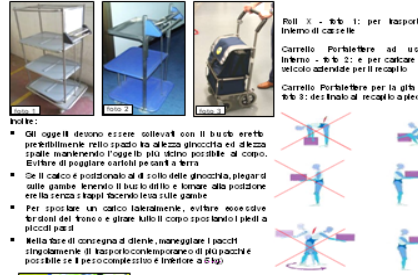 foto 1
foto 2
foto 3
Roll X - foto 1: per trasport
interno di cassette
Carrello Portalettere ad us
interno - foto 2: e per caricare
veicolo aziendale per il recapito
Carrello Portalettere per la gita
foto 3: destinato al recapito a pied
Inoltre:
Gli oggetti devono essere sollevati con il busto eretto
preferibilmente nello spazio tra altezza ginocchia ed altezza
spalle mantenendo l'oggetto più vicino possibile al corpo.
Evitare di poggiare carichi pesanti a terra
Se il carico è posizionato al di sotto delle ginocchia, piegarsi
sulle gambe tenendo il busto dritto e tornare alla posizione
eretta senza strappi facendo leva sulle gambe
Per spostare un carico lateralmente, evitare eccessive
torsioni del tronco e girare tutto il corpo spostando i piedi a
piccoli passi
Nella fase di consegna al cliente, maneggiare i pacchi
singolarmente (il trasporto contemporaneo di più pacchi è
possibile se il peso complessivo è inferiore a 5 kg)